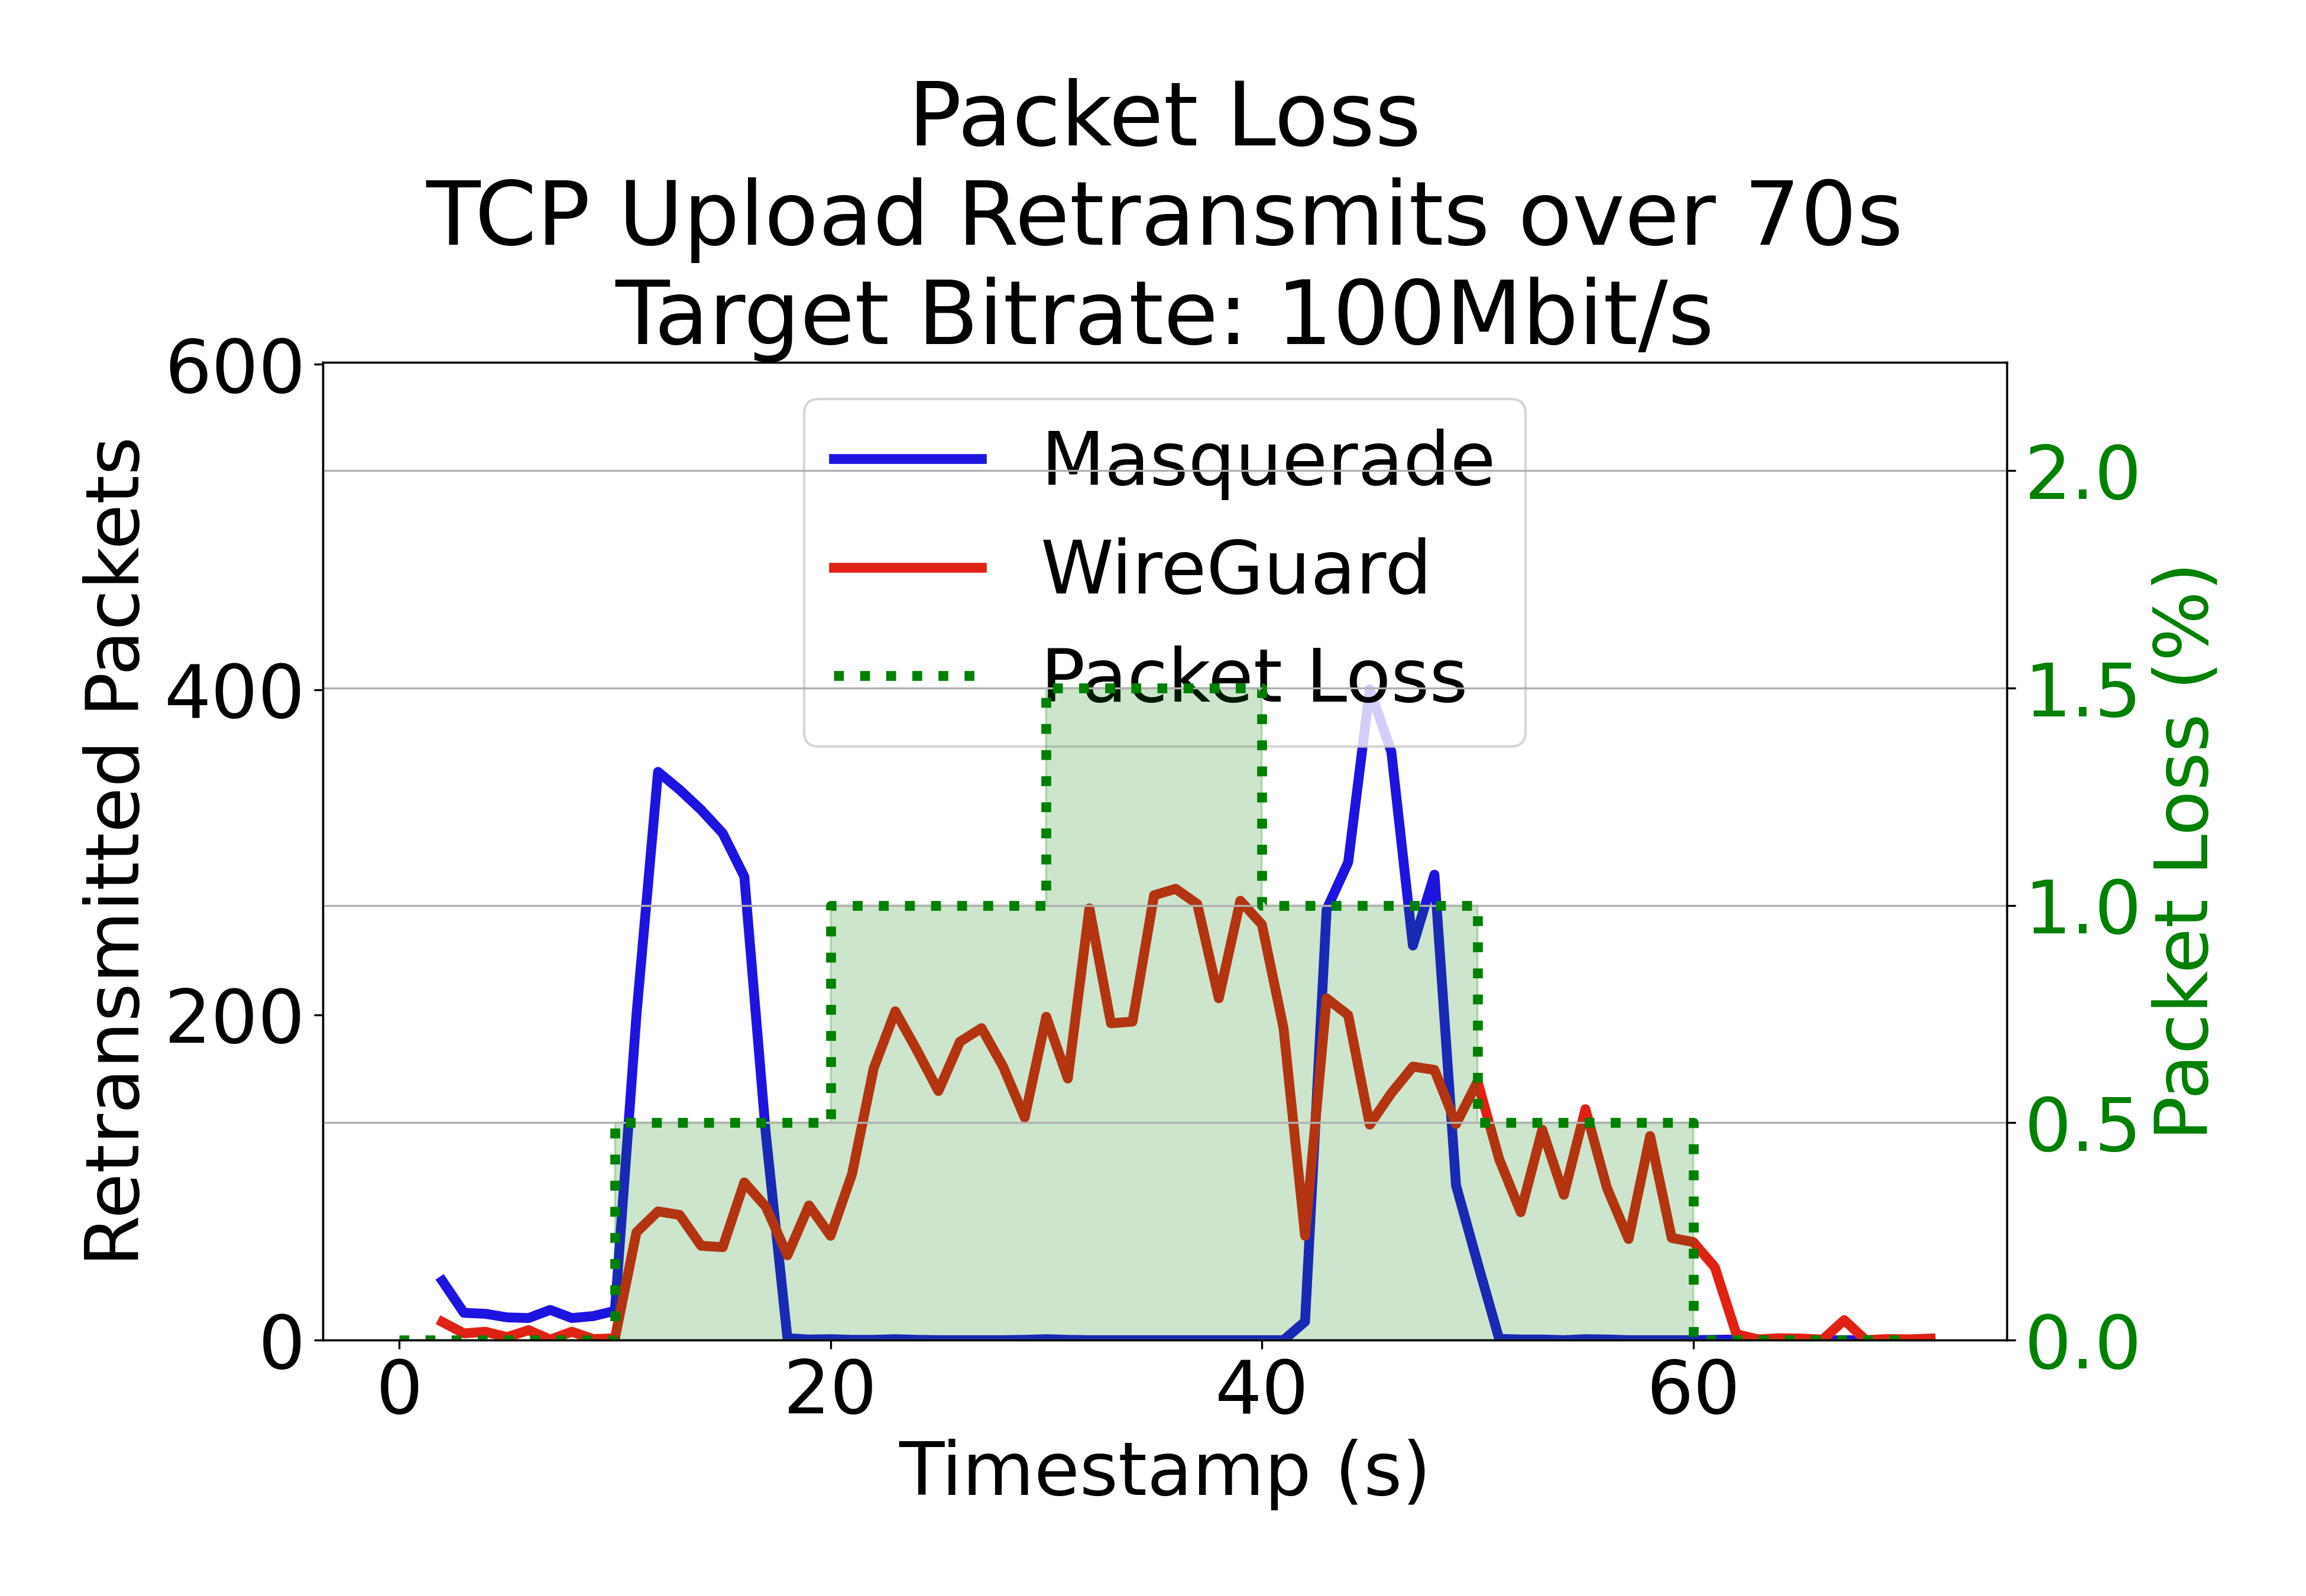 Packet Loss
TCP Upload Retransmits over 70s
Target Bitrate: 100Mbit/s
Retransmitted Packets
600
400
200
0
Masquerade
WireGuard
Packet Loss
2.0
1.5
1.0
0.5
0.0
Packet Loss (%)
0 20 40 60
Timestamp (s)